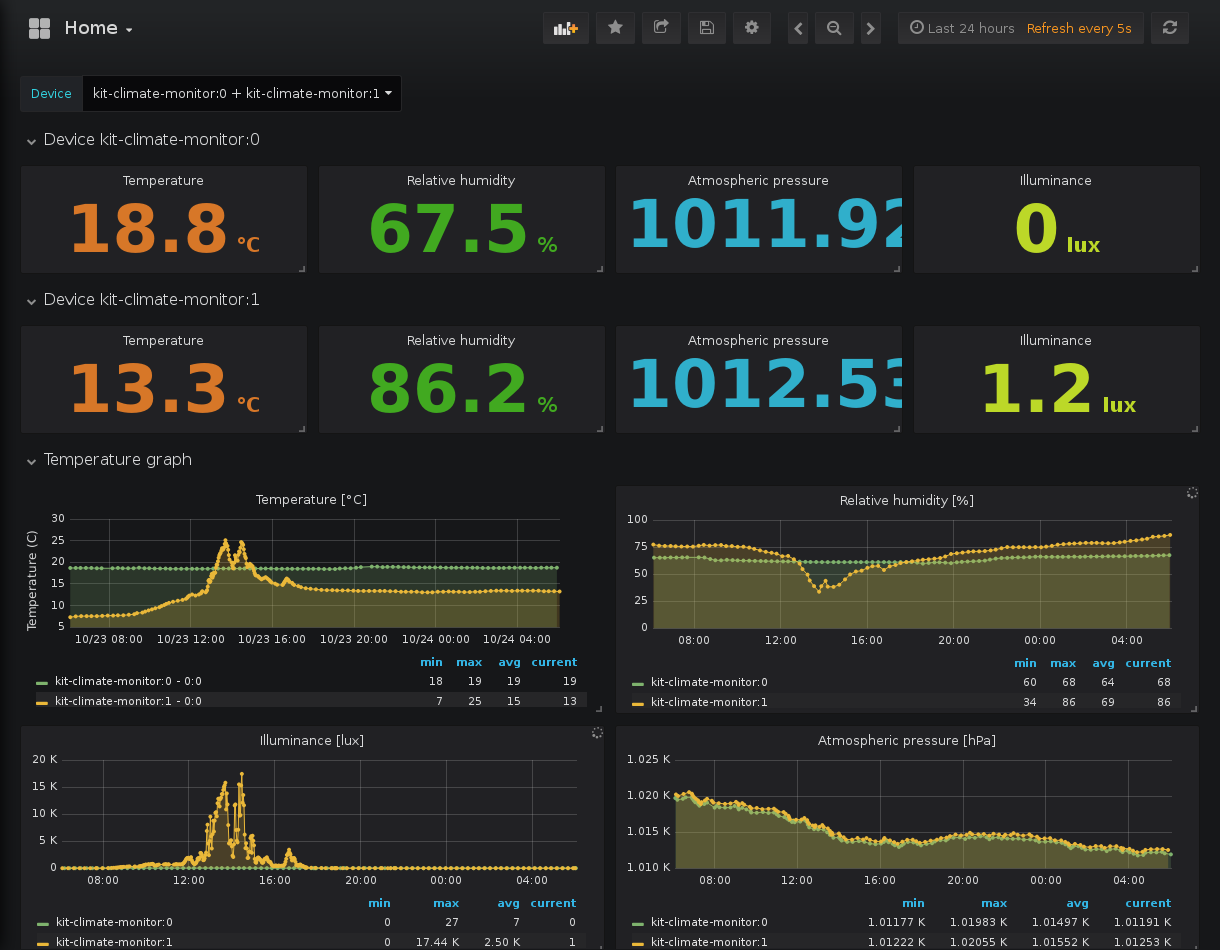 Home
Last 24 hours Refresh every 5s
Device kit-climate-monitor:0 + kit-climate-monitor:1
Device kit-climate-monitor:0
Temperature Relative humidity Atmospheric pressure Illuminance
18.8 °C 67.5 % 1011.92 0 lux
Device kit-climate-monitor:1
Temperature Relative humidity Atmospheric pressure Illuminance
13.3 °C 86.2 % 1012.53 1.2 lux
Temperature graph
Temperature [°C]
Temperature (C)
30
25
20
15
10
5
10/23 08:00 10/23 12:00 10/23 16:00 10/23 20:00 10/24 00:00 10/24 04:00
min max avg current
kit-climate-monitor:0 - 0:0 18 19 19 19
kit-climate-monitor:1 - 0:0 7 25 15 13
Relative humidity [%]
100
75
50
25
0
08:00 12:00 16:00 20:00 00:00 04:00
min max avg current
kit-climate-monitor:0 60 68 64 68
kit-climate-monitor:1 34 86 69 86
Illuminance [lux]
20 K
15 K
10 K
5 K
0
08:00 12:00 16:00 20:00 00:00 04:00
min max avg current
kit-climate-monitor:0 0 27 7 0
kit-climate-monitor:1 0 17.44 K 2.50 K 1
Atmospheric pressure [hPa]
1.025 K
1.020 K
1.015 K
1.010 K
08:00 12:00 16:00 20:00 00:00 04:00
min max avg current
kit-climate-monitor:0 1.01177 K 1.01983 K 1.01497 K 1.01191 K
kit-climate-monitor:1 1.01222 K 1.02055 K 1.01552 K 1.01253 K